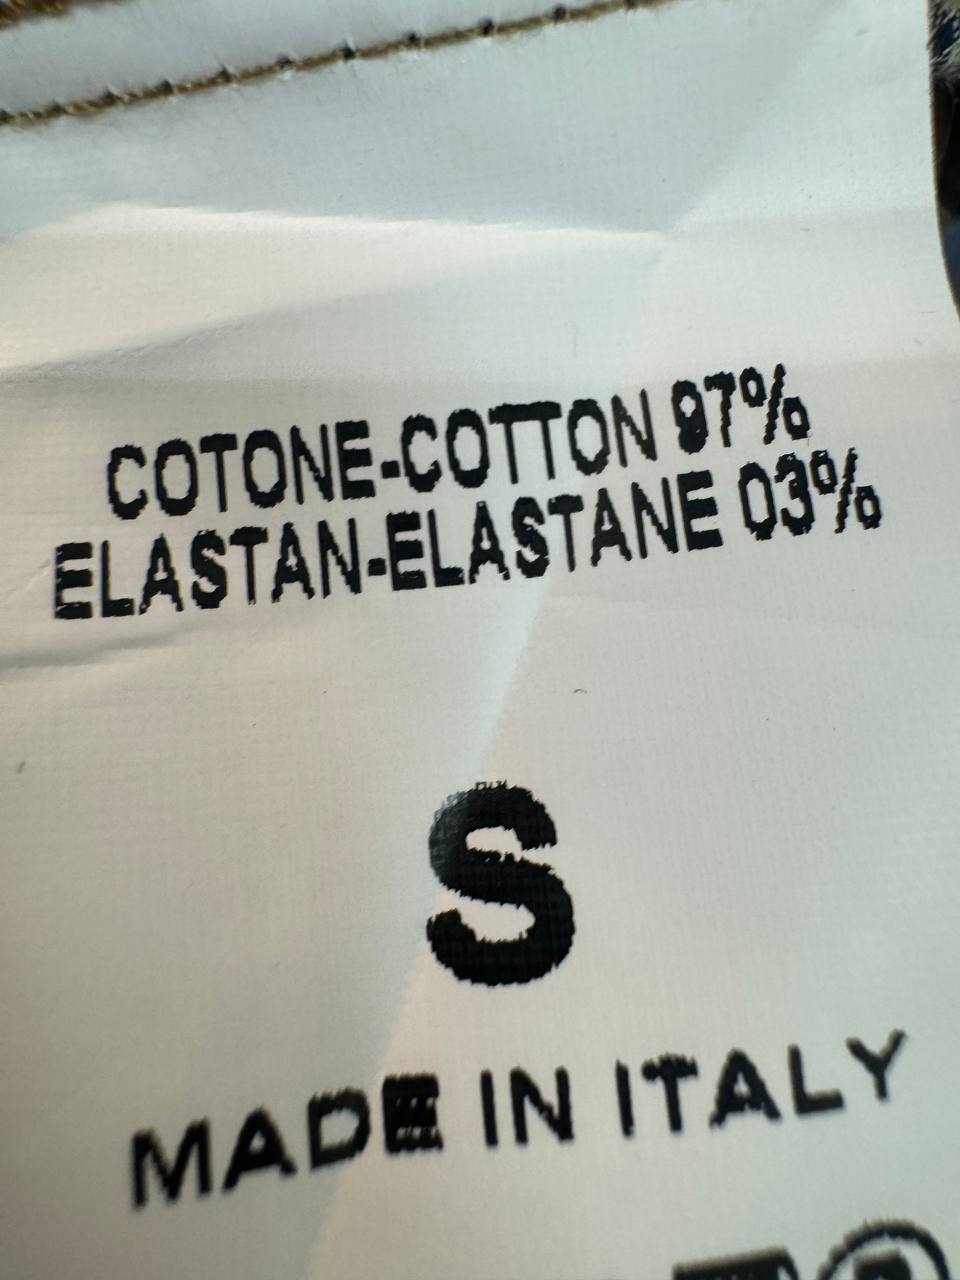 COTONE-COTTON 97%
ELASTAN-ELASTANE 03%
S
MADE IN ITALY